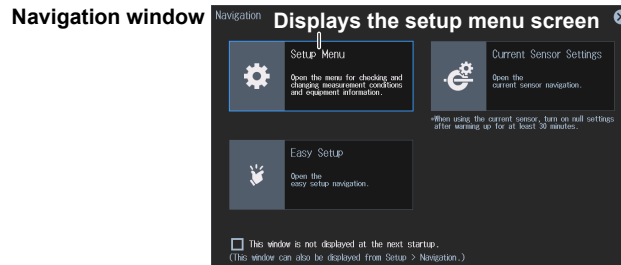 Navigation window
Navigation
Displays the setup menu screen
Setup Menu
Open the menu for checking and
changing measurement conditions
and equipment information.
Current Sensor Settings
Open the
current sensor navigation.
*When using the current sensor, turn on null settings
after warming up for at least 30 minutes.
Easy Setup
Open the
easy setup navigation.
This window is not displayed at the next startup.
(This window can also be displayed from Setup > Navigation.)